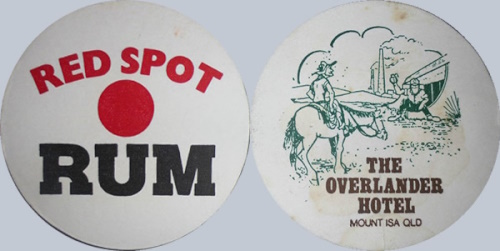 RED SPOT
RUM
THE
OVERLANDER
HOTEL
MOUNT ISA QLD